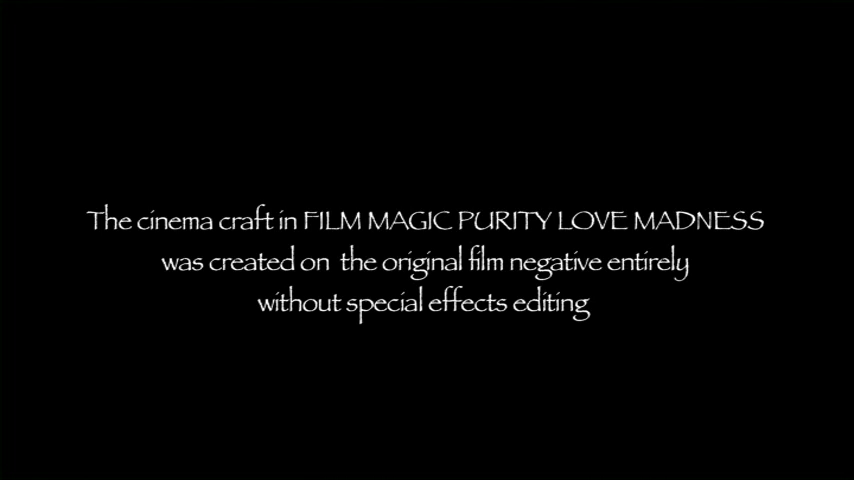 The cinema craft in FILM MAGIC PURITY LOVE MADNESS
was created on the original film negative entirely
without special effects editing